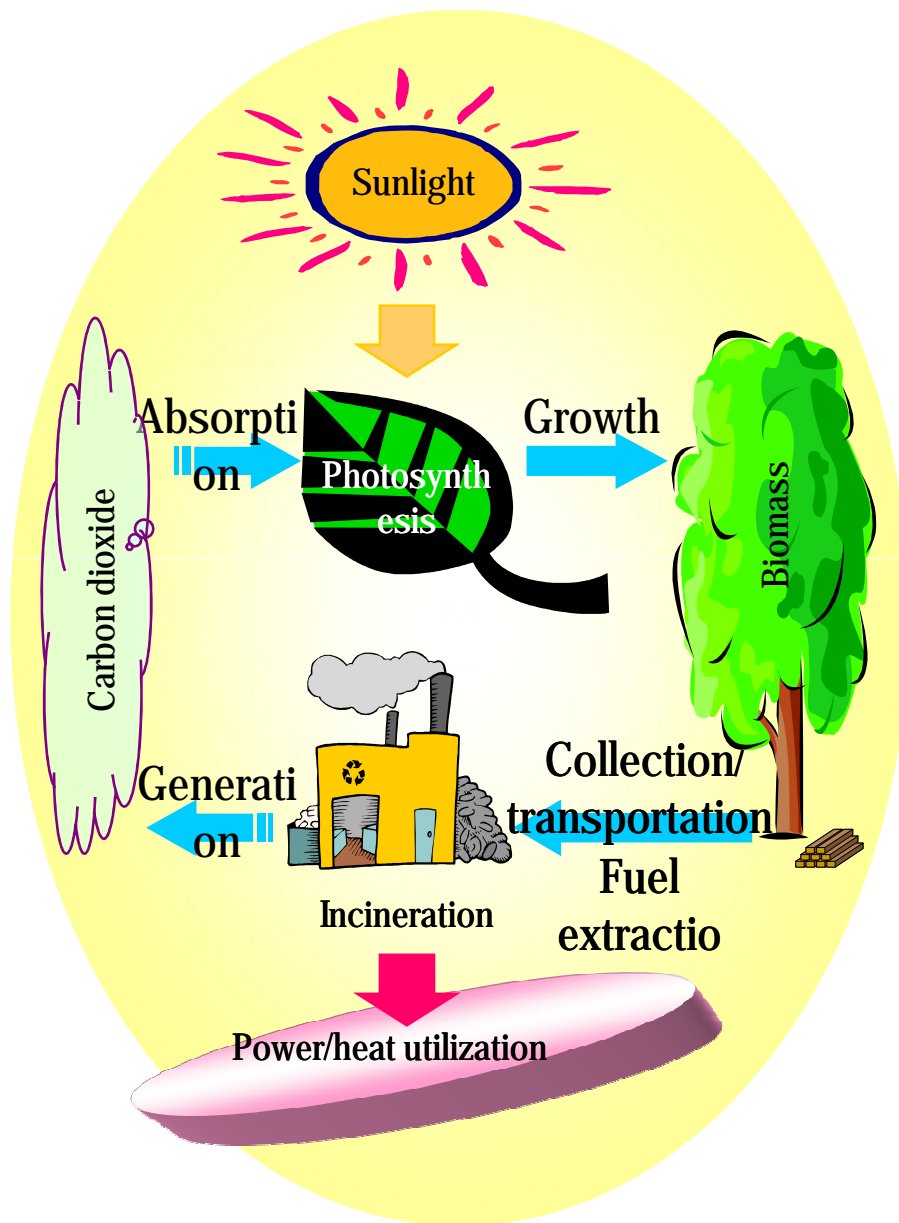 Sunlight
Absorpti
on
Growth
Photosynth
esis
Carbon dioxide
Biomass
Generati
on
Collection/
transportation
Fuel
extractio
Incineration
Power/heat utilization